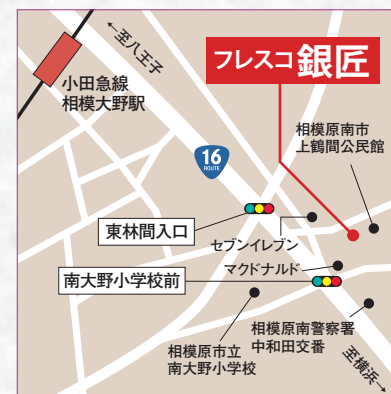 ←至八王子
フレスコ銀匠
小田急線
相模大野駅
16
ROUTE
相模原南市
上鶴間公民館
東林間入口
セブンイレブン
マクドナルド
南大野小学校前
相模原南警察署
中和田交番
相模原市立
南大野小学校
至横浜→